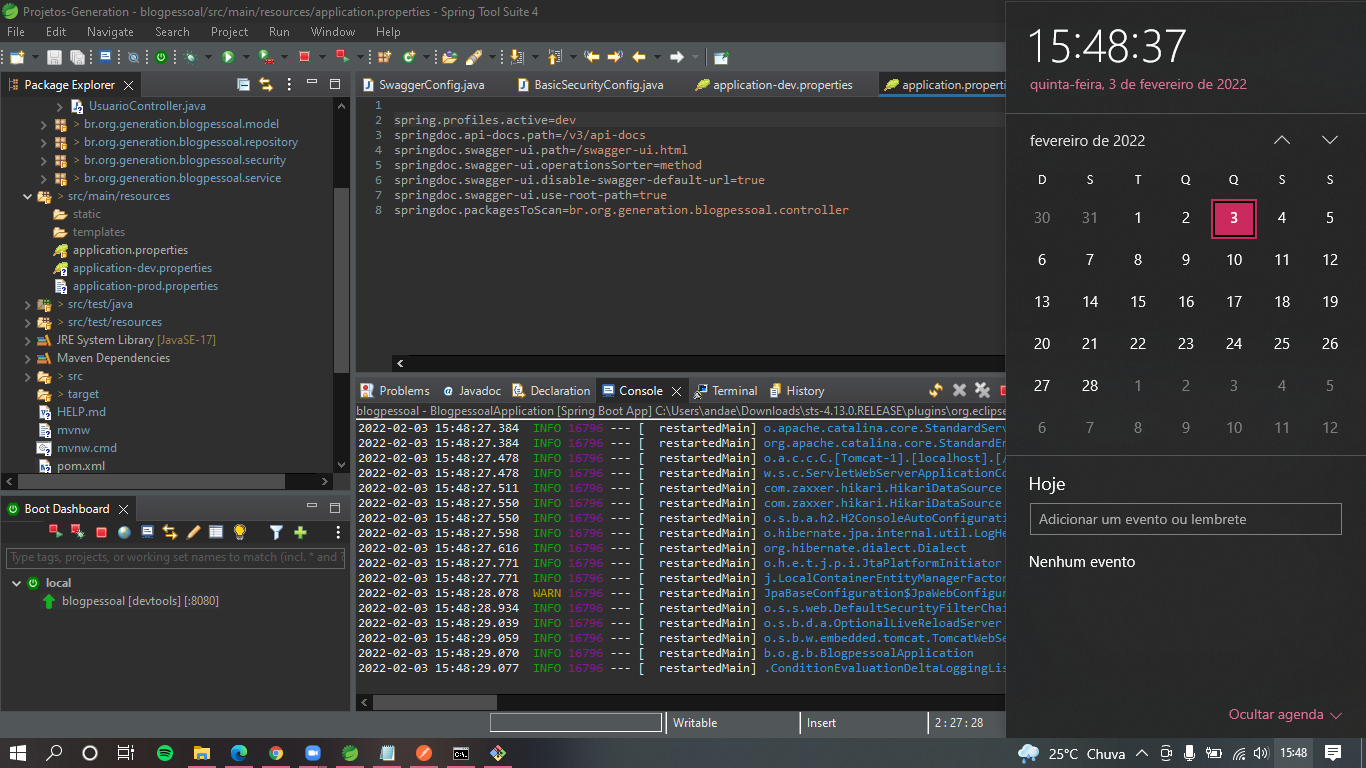 Projetos-Generation - blogpessoal/src/main/resources/application.properties - Spring Tool Suite 4
File Edit Navigate Search Project Run Window Help
Package Explorer
UsuarioController.java
> br.org.generation.blogpessoal.model
> br.org.generation.blogpessoal.repository
> br.org.generation.blogpessoal.security
> br.org.generation.blogpessoal.service
> src/main/resources
static
templates
application.properties
application-dev.properties
application-prod.properties
> src/test/java
> src/test/resources
JRE System Library [JavaSE-17]
Maven Dependencies
> src
> target
HELP.md
mvnw
mvnw.cmd
pom.xml
Boot Dashboard
Type tags, projects, or working set names to match (incl. * and ?
local
blogpessoal [devtools] [:8080]
SwaggerConfig.java BasicSecurityConfig.java application-dev.properties application.properti
1
2 spring.profiles.active=dev
3 springdoc.api-docs.path=/v3/api-docs
4 springdoc.swagger-ui.path=/swagger-ui.html
5 springdoc.swagger-ui.operationsSorter=method
6 springdoc.swagger-ui.disable-swagger-default-url=true
7 springdoc.swagger-ui.use-root-path=true
8 springdoc.packagesToScan=br.org.generation.blogpessoal.controller
Problems Javadoc Declaration Console Terminal History
blogpessoal - BlogpessoalApplication [Spring Boot App] C:\Users\andae\Downloads\sts-4.13.0.RELEASE\plugins\org.eclipse
2022-02-03 15:48:27.384 INFO 16796 --- [ restartedMain] o.apache.catalina.core.StandardServ
2022-02-03 15:48:27.384 INFO 16796 --- [ restartedMain] org.apache.catalina.core.StandardEn
2022-02-03 15:48:27.478 INFO 16796 --- [ restartedMain] o.a.c.c.C.[Tomcat-1].[localhost].[/
2022-02-03 15:48:27.478 INFO 16796 --- [ restartedMain] w.s.c.ServletWebServerApplicationCo
2022-02-03 15:48:27.511 INFO 16796 --- [ restartedMain] com.zaxxer.hikari.HikariDataSource
2022-02-03 15:48:27.550 INFO 16796 --- [ restartedMain] com.zaxxer.hikari.HikariDataSource
2022-02-03 15:48:27.550 INFO 16796 --- [ restartedMain] o.s.b.a.h2.H2ConsoleAutoConfigurati
2022-02-03 15:48:27.598 INFO 16796 --- [ restartedMain] o.hibernate.jpa.internal.util.LogHe
2022-02-03 15:48:27.616 INFO 16796 --- [ restartedMain] org.hibernate.dialect.Dialect
2022-02-03 15:48:27.771 INFO 16796 --- [ restartedMain] o.h.e.t.j.p.i.JtaPlatformInitiator
2022-02-03 15:48:27.771 INFO 16796 --- [ restartedMain] j.LocalContainerEntityManagerFactor
2022-02-03 15:48:28.078 WARN 16796 --- [ restartedMain] JpaBaseConfiguration$JpaWebConfigur
2022-02-03 15:48:28.934 INFO 16796 --- [ restartedMain] o.s.s.web.DefaultSecurityFilterChai
2022-02-03 15:48:29.039 INFO 16796 --- [ restartedMain] o.s.b.d.a.OptionalLiveReloadServer
2022-02-03 15:48:29.059 INFO 16796 --- [ restartedMain] o.s.b.w.embedded.tomcat.TomcatWebSe
2022-02-03 15:48:29.070 INFO 16796 --- [ restartedMain] b.o.g.b.BlogpessoalApplication
2022-02-03 15:48:29.077 INFO 16796 --- [ restartedMain] .ConditionEvaluationDeltaLoggingLis
Writable Insert 2 : 27 : 28
15:48:37
quinta-feira, 3 de fevereiro de 2022
fevereiro de 2022
D S T Q Q S S
30 31 1 2 3 4 5
6 7 8 9 10 11 12
13 14 15 16 17 18 19
20 21 22 23 24 25 26
27 28 1 2 3 4 5
6 7 8 9 10 11 12
Hoje
Adicionar um evento ou lembrete
Nenhum evento
Ocultar agenda
25°C Chuva 15:48